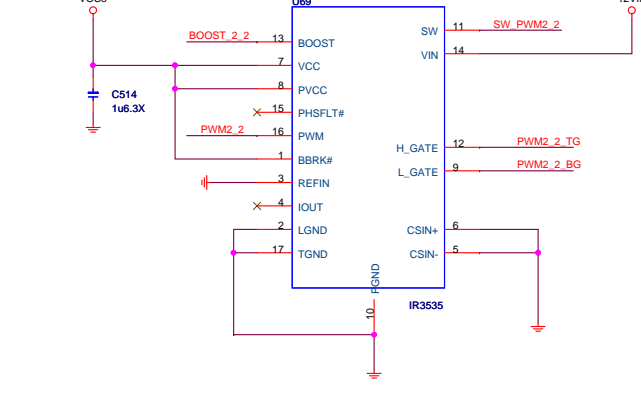 U69
BOOST_2_2
13
BOOST
7
VCC
8
PVCC
15
PHSFLT#
PWM2_2
16
PWM
1
BBRK#
3
REFIN
4
IOUT
2
LGND
17
TGND
SW
11
SW_PWM2_2
VIN
14
H_GATE
12
PWM2_2_TG
L_GATE
9
PWM2_2_BG
CSIN+
6
CSIN-
5
PGND
10
IR3535
C514
1u6.3X